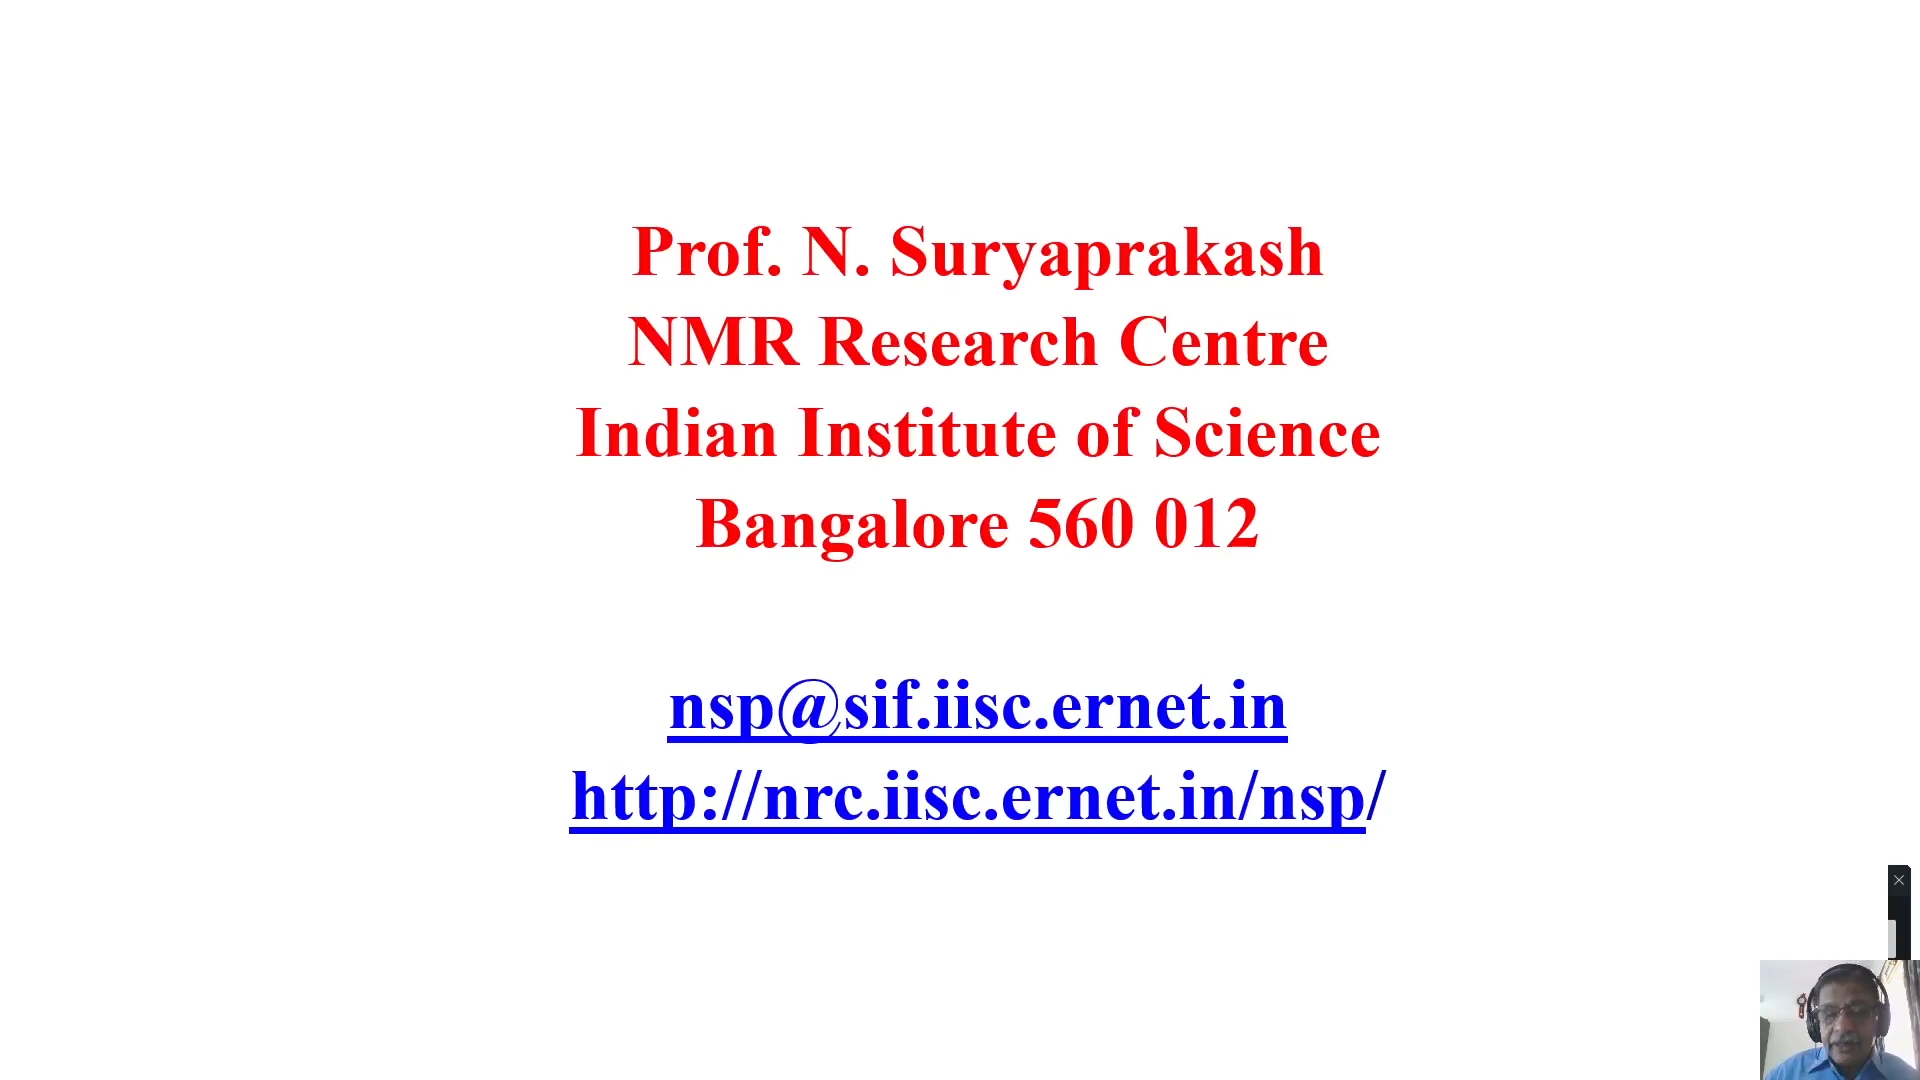 Prof. N. Suryaprakash
NMR Research Centre
Indian Institute of Science
Bangalore 560 012
nsp@sif.iisc.ernet.in
http://nrc.iisc.ernet.in/nsp/